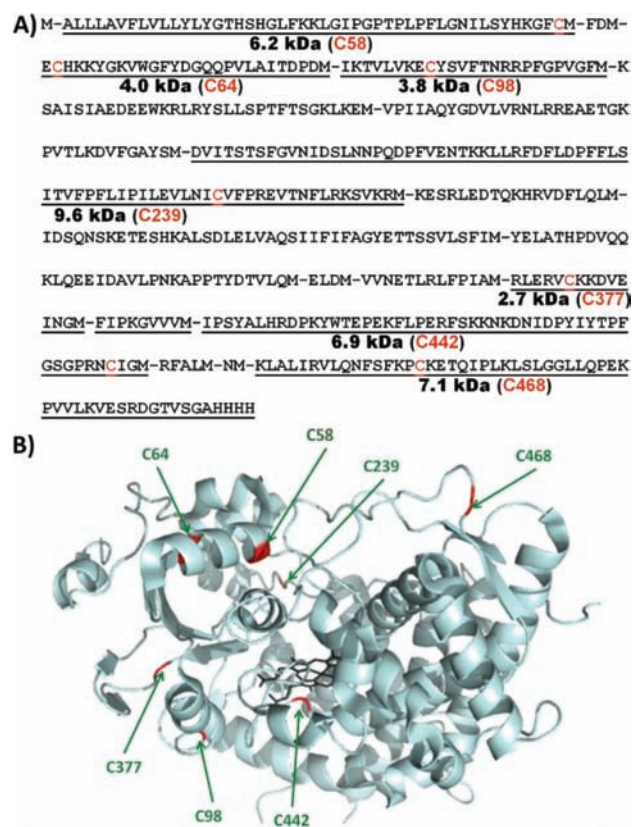 A)
M-ALLLAVFLVLLYLYGTHSHGLFKKLGIPGPTPLPFLGNILSYHKGFCM-FDM-
6.2 kDa (C58)
ECHKKYGKVWGFYDGQQPVLAITDPDM-IKTVLVKECYSVFTNRRPFGPVGFM-K
4.0 kDa (C64) 3.8 kDa (C98)
SAISIAEDEEWKRLRYSLLSPTFTSGKLKEM-VPIIAQYGDVLVRNLRREAETGK
PVTLKDVFGAYSM-DVITSTSFGVNIDSLNNPQDPFVENTKKLLRFDFLDPFFLS
ITVFPFLIPILEVLNICVFPREVTNFLRKSVKRM-KESRLEDTQKHRVDFLQLM-
9.6 kDa (C239)
IDSQNSKETESHKALSDLELVAQSIIFIFAGYETTSSVLSFIM-YELATHPDVQQ
KLQEEIDAVLPNKAPPTYDTVLQM-ELDM-VVNETLRLFPIAM-RLERVCKKDVE
2.7 kDa (C377)
INGM-FIPKGVVVM-IPSYALHRDPKYWTEPEKFLPERFSKKNKDNIDPYIYTPF
6.9 kDa (C442)
GSGPRNCIGM-RFALM-NM-KLALIRVLQNFSFKPCKETQIPLKLSLGGLLQPEK
7.1 kDa (C468)
PVVLKVESRDGTVSGAHHHH
B)
C64 C58 C239 C468
C377 C98 C442